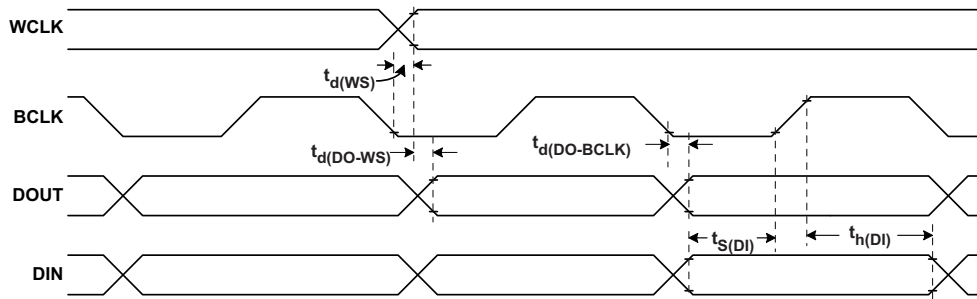 WCLK
t_d(WS)
BCLK
t_d(DO-WS)
t_d(DO-BCLK)
DOUT
t_S(DI)
t_h(DI)
DIN